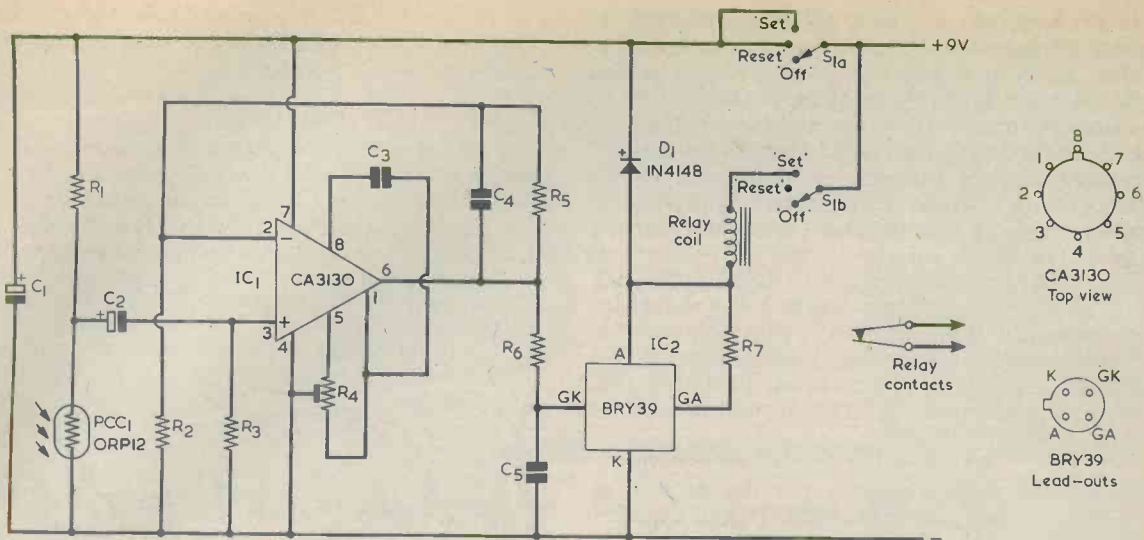 'Set'
'Reset'
'Off'
S1a
+9V
R1
C3
C4
R5
D1
1N4148
'Set'
'Reset'
'Off'
S1b
Relay
coil
8
1
7
2
6
3
5
4
CA3130
Top view
7
2
−
8
IC1
CA3130
6
1
3
+
5
4
C1
+
C2
+
R6
IC2
R7
A
GK
BRY39
GA
K
Relay
contacts
R4
PCC1
ORP12
R2
R3
C5
K
GK
A
GA
BRY39
Lead-outs
+
−